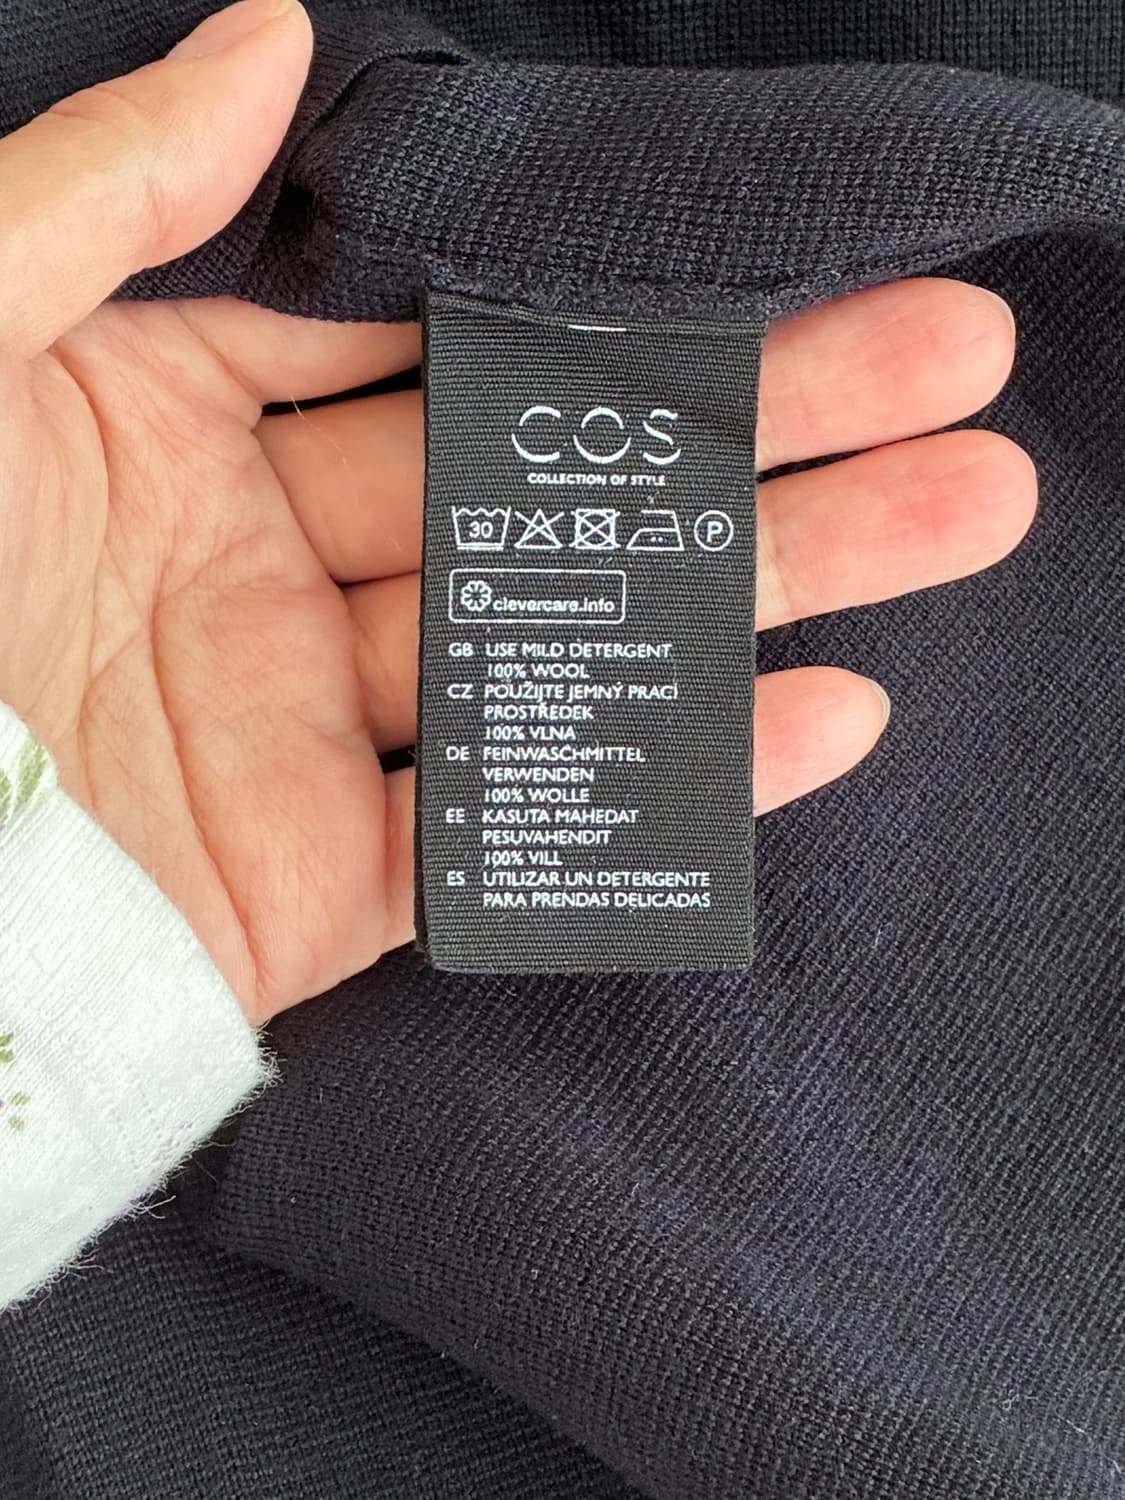 COS
COLLECTION OF STYLE
30
P
clevercare.info
GB USE MILD DETERGENT
100% WOOL
CZ POUŽIJTE JEMNÝ PRACÍ
PROSTŘEDEK
100% VLNA
DE FEINWASCHMITTEL
VERWENDEN
100% WOLLE
EE KASUTA MAHEDAT
PESUVAHENDIT
100% VILL
ES UTILIZAR UN DETERGENTE
PARA PRENDAS DELICADAS